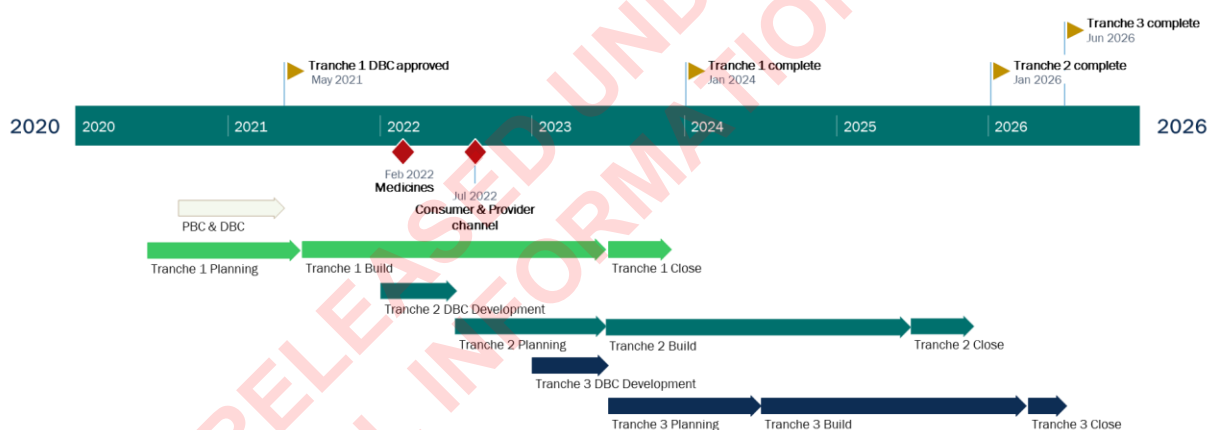 Tranche 3 complete
Jun 2026
Tranche 1 DBC approved
May 2021
Tranche 1 complete
Jan 2024
Tranche 2 complete
Jan 2026
2020
2020
2021
2022
2023
2024
2025
2026
2026
Feb 2022
Medicines
Jul 2022
Consumer & Provider
channel
PBC & DBC
Tranche 1 Planning
Tranche 1 Build
Tranche 1 Close
Tranche 2 DBC Development
Tranche 2 Planning
Tranche 2 Build
Tranche 2 Close
Tranche 3 DBC Development
Tranche 3 Planning
Tranche 3 Build
Tranche 3 Close
RELEASED UND
INFORMATION